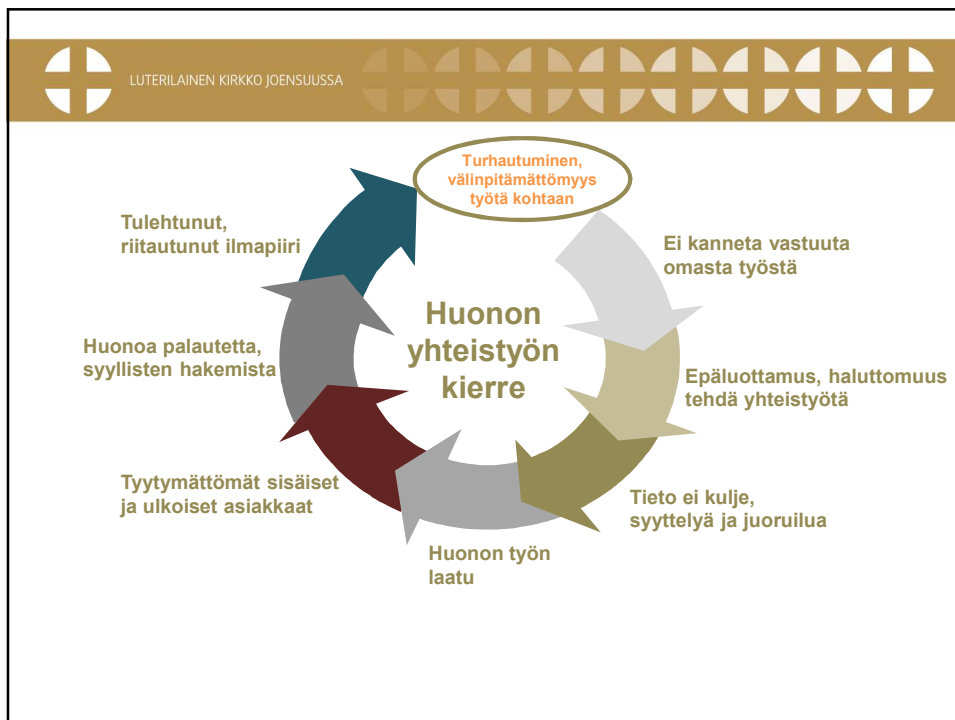 LUTERILAINEN KIRKKO JOENSUUSSA
Turhautuminen,
välinpitämättömyys
työtä kohtaan
Ei kanneta vastuuta
omasta työstä
Epäluottamus, haluttomuus
tehdä yhteistyötä
Tieto ei kulje,
syyttelyä ja juoruilua
Huonon työn
laatu
Tyytymättömät sisäiset
ja ulkoiset asiakkaat
Huonoa palautetta,
syyllisten hakemista
Tulehtunut,
riitautunut ilmapiiri
Huonon
yhteistyön
kierre